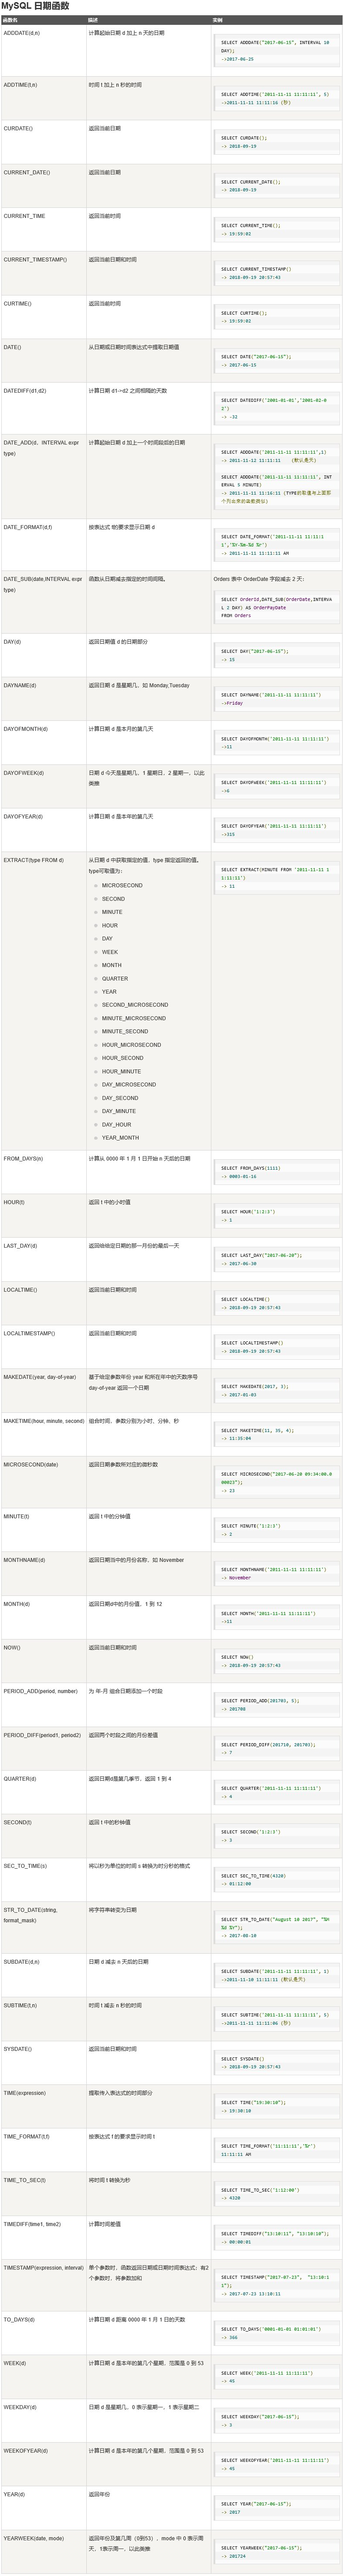 MySQL 日期函数
函数名 描述 实例
ADDDATE(d,n) 计算起始日期 d 加上 n 天的日期
SELECT ADDDATE("2017-06-15", INTERVAL 10
DAY);
->2017-06-25
ADDTIME(t,n) 时间 t 加上 n 秒的时间
SELECT ADDTIME('2011-11-11 11:11:11', 5)
->2011-11-11 11:11:16 (秒)
CURDATE() 返回当前日期
SELECT CURDATE();
-> 2018-09-19
CURRENT_DATE() 返回当前日期
SELECT CURRENT_DATE();
-> 2018-09-19
CURRENT_TIME 返回当前时间
SELECT CURRENT_TIME();
-> 19:59:02
CURRENT_TIMESTAMP() 返回当前日期和时间
SELECT CURRENT_TIMESTAMP()
-> 2018-09-19 20:57:43
CURTIME() 返回当前时间
SELECT CURTIME();
-> 19:59:02
DATE() 从日期或日期时间表达式中提取日期值
SELECT DATE("2017-06-15");
-> 2017-06-15
DATEDIFF(d1,d2) 计算日期 d1->d2 之间相隔的天数
SELECT DATEDIFF('2001-01-01','2001-02-0
2')
-> -32
DATE_ADD(d，INTERVAL expr 计算起始日期 d 加上一个时间段后的日期
type)
SELECT ADDDATE('2011-11-11 11:11:11',1)
-> 2011-11-12 11:11:11 (默认是天)
SELECT ADDDATE('2011-11-11 11:11:11', INT
ERVAL 5 MINUTE)
-> 2011-11-11 11:16:11 (TYPE的取值与上面那
个列出来的函数类似)
DATE_FORMAT(d,f) 按表达式 f的要求显示日期 d
SELECT DATE_FORMAT('2011-11-11 11:11:1
1','%Y-%m-%d %r')
-> 2011-11-11 11:11:11 AM
DATE_SUB(date,INTERVAL expr 函数从日期减去指定的时间间隔。 Orders 表中 OrderDate 字段减去 2 天：
type)
SELECT OrderId,DATE_SUB(OrderDate,INTERVA
L 2 DAY) AS OrderPayDate
FROM Orders
DAY(d) 返回日期值 d 的日期部分
SELECT DAY("2017-06-15");
-> 15
DAYNAME(d) 返回日期 d 是星期几，如 Monday,Tuesday
SELECT DAYNAME('2011-11-11 11:11:11')
->Friday
DAYOFMONTH(d) 计算日期 d 是本月的第几天
SELECT DAYOFMONTH('2011-11-11 11:11:11')
->11
DAYOFWEEK(d) 日期 d 今天是星期几，1 星期日，2 星期一，以此
类推
SELECT DAYOFWEEK('2011-11-11 11:11:11')
->6
DAYOFYEAR(d) 计算日期 d 是本年的第几天
SELECT DAYOFYEAR('2011-11-11 11:11:11')
->315
EXTRACT(type FROM d) 从日期 d 中获取指定的值，type 指定返回的值。
type可取值为：
MICROSECOND
SECOND
MINUTE
HOUR
DAY
WEEK
MONTH
QUARTER
YEAR
SECOND_MICROSECOND
MINUTE_MICROSECOND
MINUTE_SECOND
HOUR_MICROSECOND
HOUR_SECOND
HOUR_MINUTE
DAY_MICROSECOND
DAY_SECOND
DAY_MINUTE
DAY_HOUR
YEAR_MONTH
SELECT EXTRACT(MINUTE FROM '2011-11-11 1
1:11:11')
-> 11
FROM_DAYS(n) 计算从 0000 年 1 月 1 日开始 n 天后的日期
SELECT FROM_DAYS(1111)
-> 0003-01-16
HOUR(t) 返回 t 中的小时值
SELECT HOUR('1:2:3')
-> 1
LAST_DAY(d) 返回给给定日期的那一月份的最后一天
SELECT LAST_DAY("2017-06-20");
-> 2017-06-30
LOCALTIME() 返回当前日期和时间
SELECT LOCALTIME()
-> 2018-09-19 20:57:43
LOCALTIMESTAMP() 返回当前日期和时间
SELECT LOCALTIMESTAMP()
-> 2018-09-19 20:57:43
MAKEDATE(year, day-of-year) 基于给定参数年份 year 和所在年中的天数序号
day-of-year 返回一个日期
SELECT MAKEDATE(2017, 3);
-> 2017-01-03
MAKETIME(hour, minute, second) 组合时间，参数分别为小时、分钟、秒
SELECT MAKETIME(11, 35, 4);
-> 11:35:04
MICROSECOND(date) 返回日期参数所对应的微秒数
SELECT MICROSECOND("2017-06-20 09:34:00.0
00023");
-> 23
MINUTE(t) 返回 t 中的分钟值
SELECT MINUTE('1:2:3')
-> 2
MONTHNAME(d) 返回日期当中的月份名称，如 November
SELECT MONTHNAME('2011-11-11 11:11:11')
-> November
MONTH(d) 返回日期d中的月份值，1 到 12
SELECT MONTH('2011-11-11 11:11:11')
->11
NOW() 返回当前日期和时间
SELECT NOW()
-> 2018-09-19 20:57:43
PERIOD_ADD(period, number) 为 年-月 组合日期添加一个时段
SELECT PERIOD_ADD(201703, 5);
-> 201708
PERIOD_DIFF(period1, period2) 返回两个时段之间的月份差值
SELECT PERIOD_DIFF(201710, 201703);
-> 7
QUARTER(d) 返回日期d是第几季节，返回 1 到 4
SELECT QUARTER('2011-11-11 11:11:11')
-> 4
SECOND(t) 返回 t 中的秒钟值
SELECT SECOND('1:2:3')
-> 3
SEC_TO_TIME(s) 将以秒为单位的时间 s 转换为时分秒的格式
SELECT SEC_TO_TIME(4320)
-> 01:12:00
STR_TO_DATE(string, 将字符串转变为日期
format_mask)
SELECT STR_TO_DATE("August 10 2017", "%M
%d %Y");
-> 2017-08-10
SUBDATE(d,n) 日期 d 减去 n 天后的日期
SELECT SUBDATE('2011-11-11 11:11:11', 1)
->2011-11-10 11:11:11 (默认是天)
SUBTIME(t,n) 时间 t 减去 n 秒的时间
SELECT SUBTIME('2011-11-11 11:11:11', 5)
->2011-11-11 11:11:06 (秒)
SYSDATE() 返回当前日期和时间
SELECT SYSDATE()
-> 2018-09-19 20:57:43
TIME(expression) 提取传入表达式的时间部分
SELECT TIME("19:30:10");
-> 19:30:10
TIME_FORMAT(t,f) 按表达式 f 的要求显示时间 t
SELECT TIME_FORMAT('11:11:11','%r')
11:11:11 AM
TIME_TO_SEC(t) 将时间 t 转换为秒
SELECT TIME_TO_SEC('1:12:00')
-> 4320
TIMEDIFF(time1, time2) 计算时间差值
SELECT TIMEDIFF("13:10:11", "13:10:10");
-> 00:00:01
TIMESTAMP(expression, interval) 单个参数时，函数返回日期或日期时间表达式；有2
个参数时，将参数加和
SELECT TIMESTAMP("2017-07-23", "13:10:1
1");
-> 2017-07-23 13:10:11
TO_DAYS(d) 计算日期 d 距离 0000 年 1 月 1 日的天数
SELECT TO_DAYS('0001-01-01 01:01:01')
-> 366
WEEK(d) 计算日期 d 是本年的第几个星期，范围是 0 到 53
SELECT WEEK('2011-11-11 11:11:11')
-> 45
WEEKDAY(d) 日期 d 是星期几，0 表示星期一，1 表示星期二
SELECT WEEKDAY("2017-06-15");
-> 3
WEEKOFYEAR(d) 计算日期 d 是本年的第几个星期，范围是 0 到 53
SELECT WEEKOFYEAR('2011-11-11 11:11:11')
-> 45
YEAR(d) 返回年份
SELECT YEAR("2017-06-15");
-> 2017
YEARWEEK(date, mode) 返回年份及第几周（0到53），mode 中 0 表示周
天，1表示周一，以此类推
SELECT YEARWEEK("2017-06-15");
-> 201724